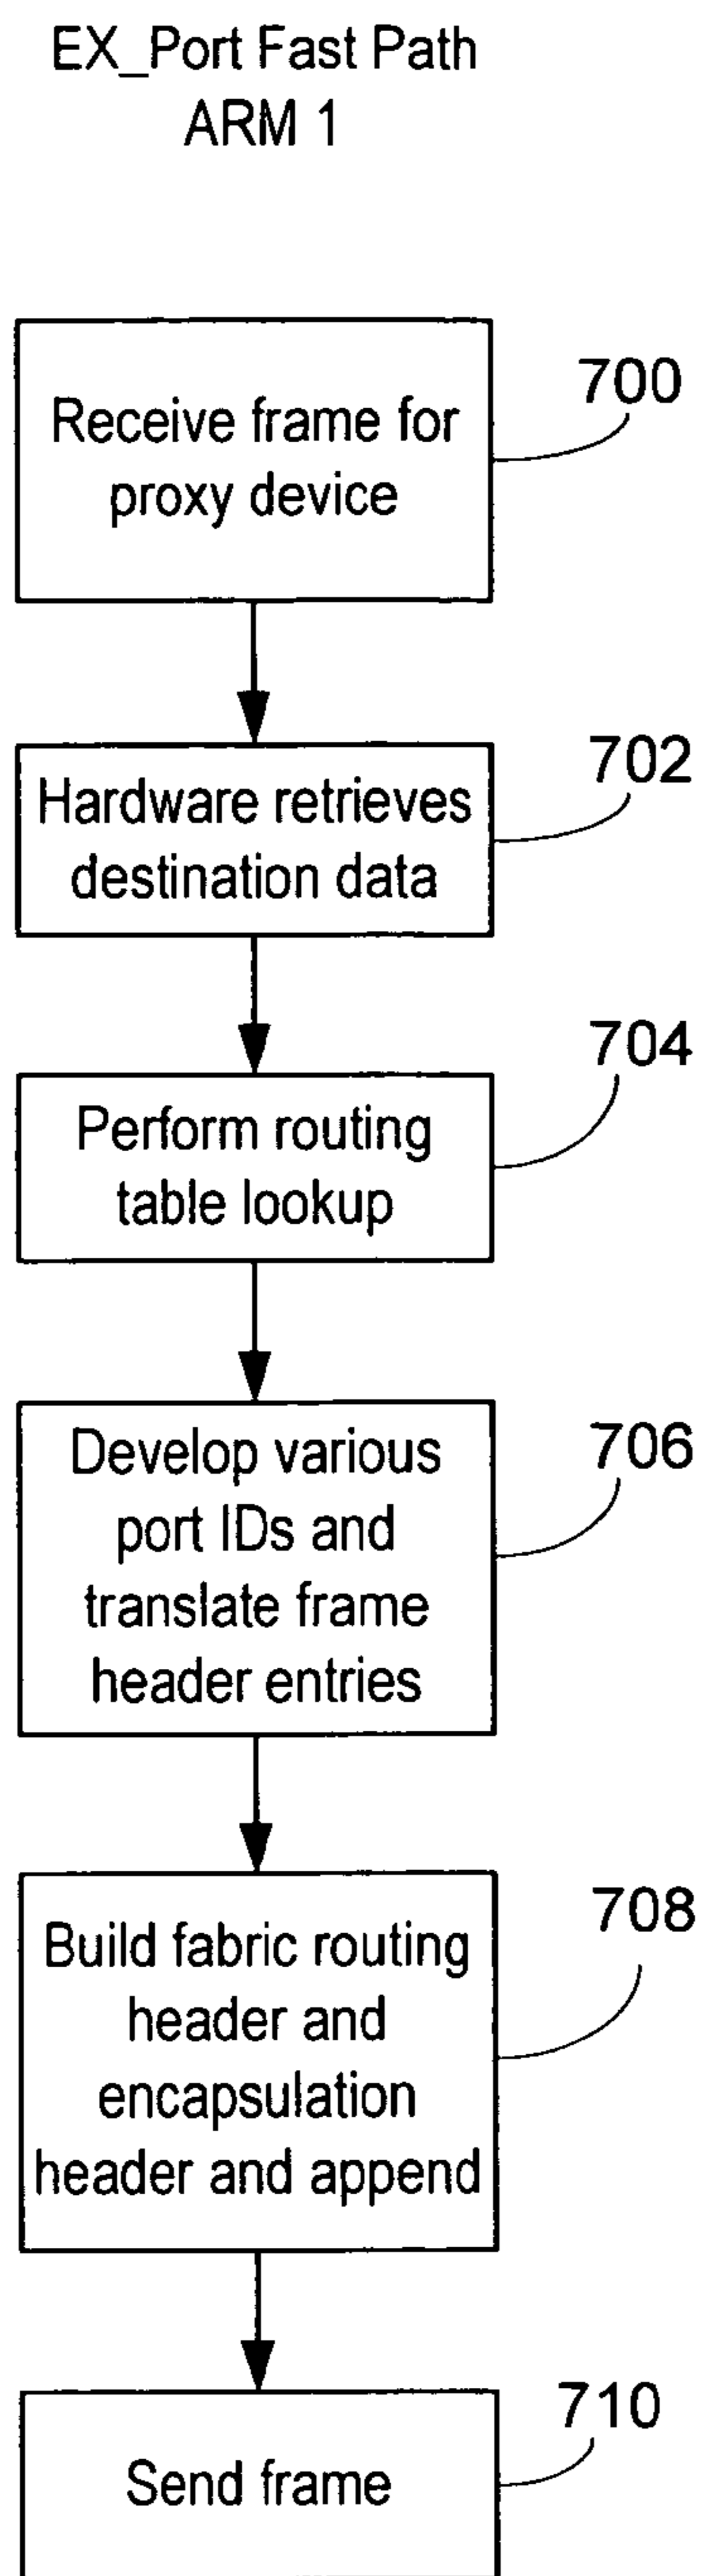 EX_Port Fast Path
ARM 1
Receive frame for
proxy device
700
Hardware retrieves
destination data
702
Perform routing
table lookup
704
Develop various
port IDs and
translate frame
header entries
706
Build fabric routing
header and
encapsulation
header and append
708
Send frame
710